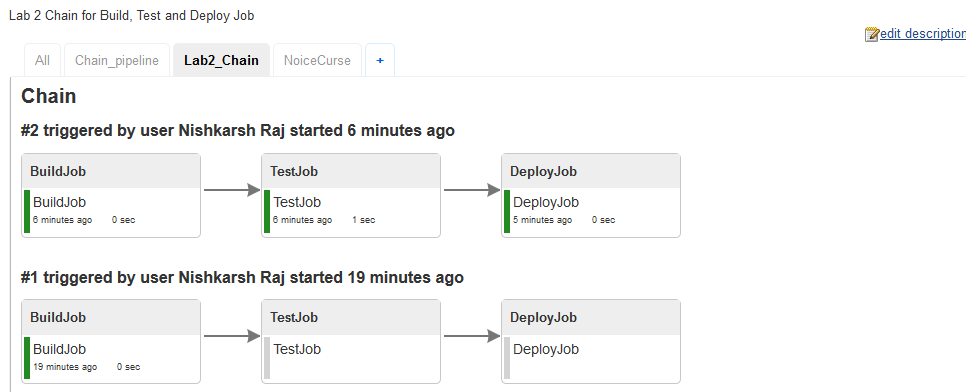 Lab 2 Chain for Build, Test and Deploy Job
edit description
All Chain_pipeline Lab2_Chain NoiceCurse +
Chain
#2 triggered by user Nishkarsh Raj started 6 minutes ago
BuildJob TestJob DeployJob
BuildJob TestJob DeployJob
6 minutes ago 0 sec 6 minutes ago 1 sec 5 minutes ago 0 sec
#1 triggered by user Nishkarsh Raj started 19 minutes ago
BuildJob TestJob DeployJob
BuildJob TestJob DeployJob
19 minutes ago 0 sec